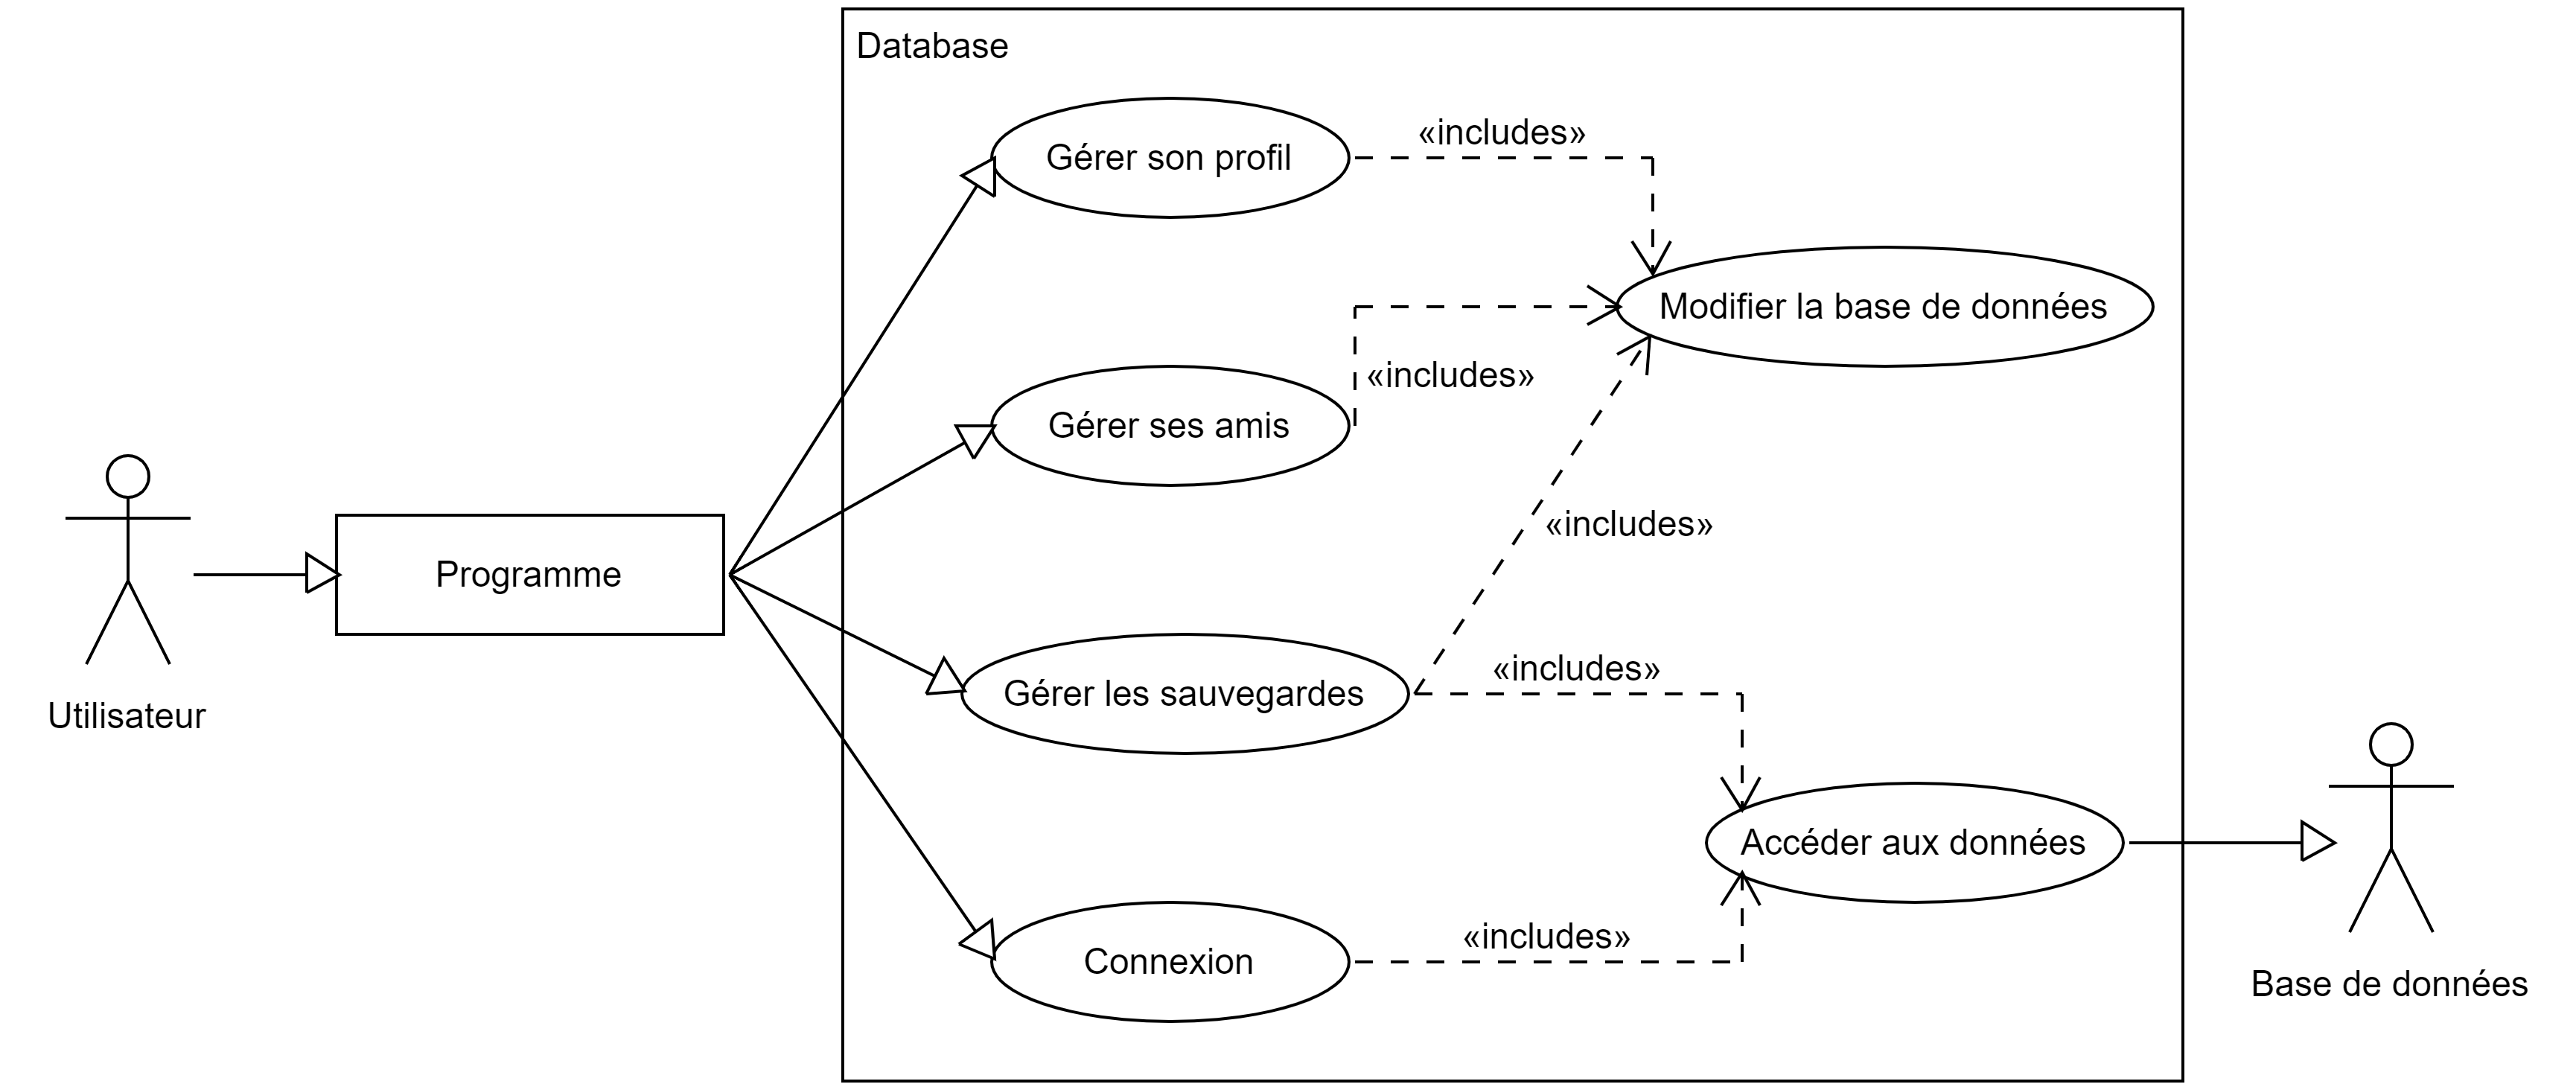 Database
Gérer son profil
«includes»
Modifier la base de données
«includes»
Gérer ses amis
«includes»
Programme
Utilisateur
Gérer les sauvegardes
«includes»
Accéder aux données
«includes»
Connexion
Base de données